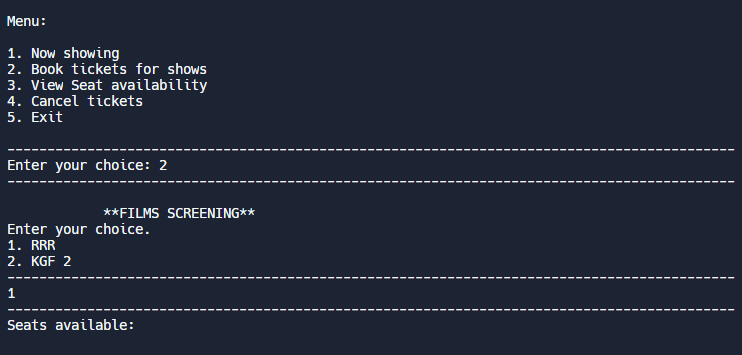 Menu:
1. Now showing
2. Book tickets for shows
3. View Seat availability
4. Cancel tickets
5. Exit
-------------------------------------------------------------------------------------------
Enter your choice: 2
-------------------------------------------------------------------------------------------
**FILMS SCREENING**
Enter your choice.
1. RRR
2. KGF 2
-------------------------------------------------------------------------------------------
1
-------------------------------------------------------------------------------------------
Seats available: